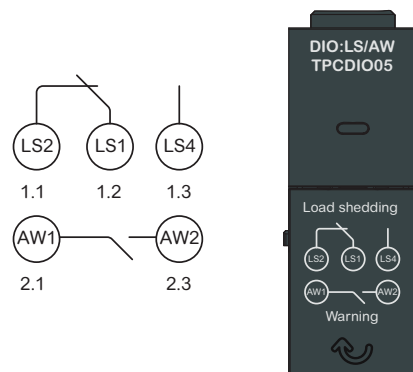 LS2 LS1 LS4
1.1 1.2 1.3
AW1 AW2
2.1 2.3
DIO:LS/AW
TPCDIO05
Load shedding
LS2 LS1 LS4
AW1 AW2
Warning